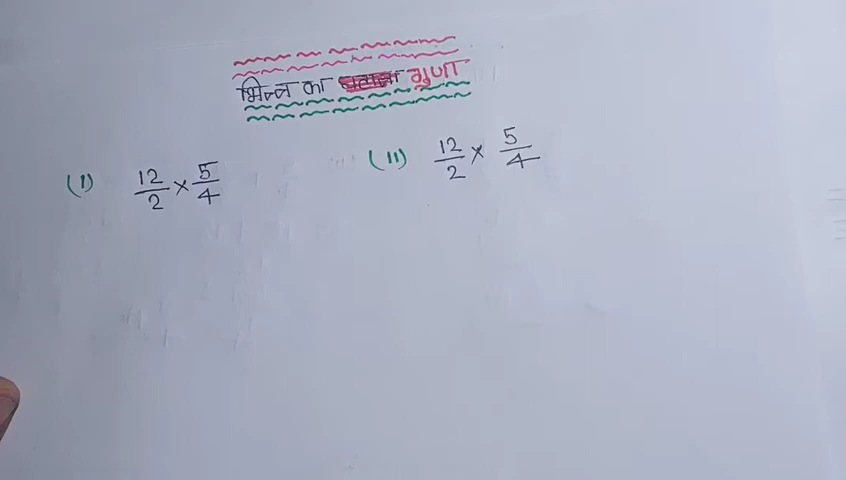 भिन्न का गुणा
(I) 12/2 × 5/4
(II) 12/2 × 5/4